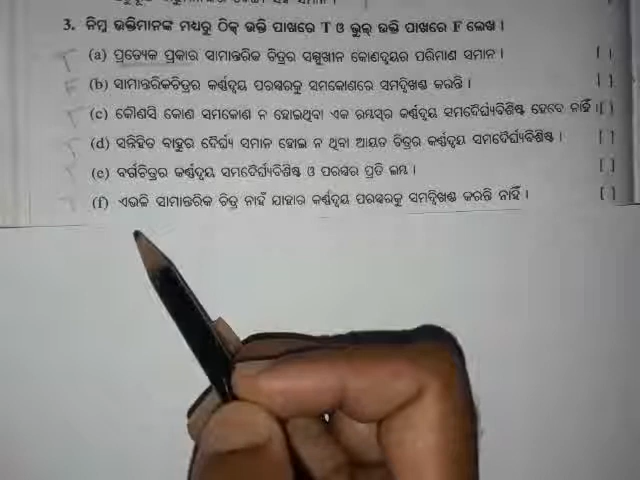 3. ନିମ୍ନ ଉକ୍ତିମାନଙ୍କ ମଧ୍ୟରୁ ଠିକ୍ ଉକ୍ତି ପାଖରେ T ଓ ଭୁଲ୍ ଉକ୍ତି ପାଖରେ F ଲେଖ ।
T (a) ପ୍ରତ୍ୟେକ ପ୍ରକାର ସାମାନ୍ତରିକ ଚିତ୍ରର ସମ୍ମୁଖୀନ କୋଣଦ୍ୱୟର ପରିମାଣ ସମାନ । [ ]
F (b) ସାମାନ୍ତରିକଚିତ୍ରର କର୍ଣ୍ଣଦ୍ୱୟ ପରସ୍ପରକୁ ସମକୋଣରେ ସମଦ୍ୱିଖଣ୍ଡ କରନ୍ତି । [ ]
T (c) କୌଣସି କୋଣ ସମକୋଣ ନ ହୋଇଥିବା ଏକ ରମ୍ବସ୍‌ର କର୍ଣ୍ଣଦ୍ୱୟ ସମଦୈର୍ଘ୍ୟବିଶିଷ୍ଟ ହେବେ ନାହିଁ । [ ]
T (d) ସନ୍ନିହିତ ବାହୁର ଦୈର୍ଘ୍ୟ ସମାନ ହୋଇ ନ ଥିବା ଆୟତ ଚିତ୍ରର କର୍ଣ୍ଣଦ୍ୱୟ ସମଦୈର୍ଘ୍ୟବିଶିଷ୍ଟ । [ ]
T (e) ବର୍ଗଚିତ୍ରର କର୍ଣ୍ଣଦ୍ୱୟ ସମଦୈର୍ଘ୍ୟବିଶିଷ୍ଟ ଓ ପରସ୍ପର ପ୍ରତି ଲମ୍ବ । [ ]
T (f) ଏଭଳି ସାମାନ୍ତରିକ ଚିତ୍ର ନାହିଁ ଯାହାର କର୍ଣ୍ଣଦ୍ୱୟ ପରସ୍ପରକୁ ସମଦ୍ୱିଖଣ୍ଡ କରନ୍ତି ନାହିଁ । [ ]